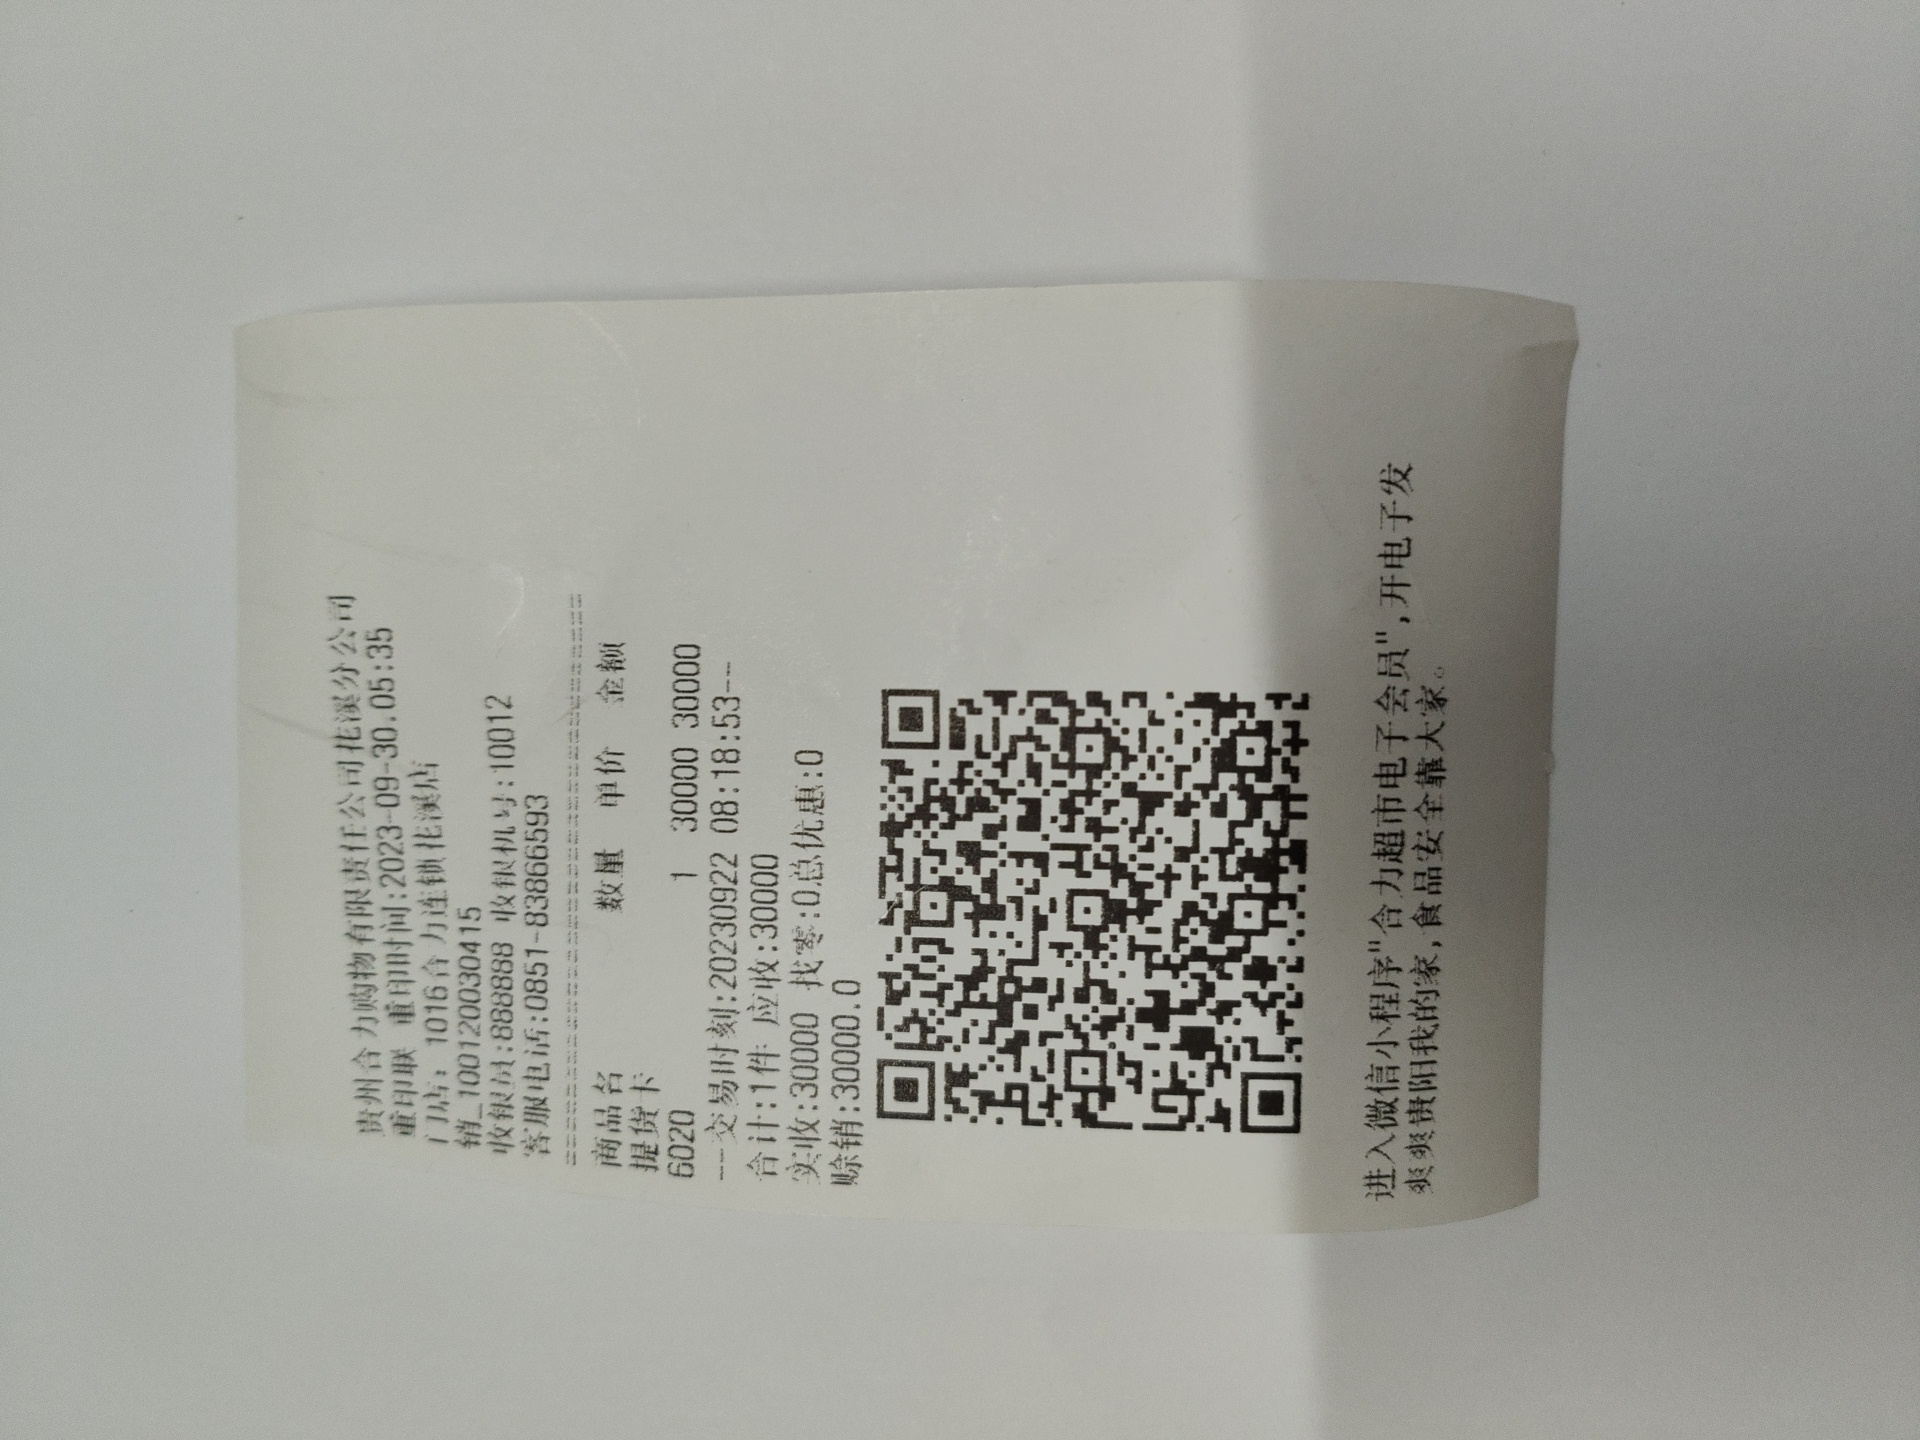 贵州合力购物有限责任公司花溪分公司
重印联 重印时间:2023-09-30.05:35
门店: 1016合力连锁花溪店
销_100120030415
收银员:888888 收银机号:10012
客服电话:0851-83866593
================================
商品名 数量 单价 金额
提货卡
6020 1 30000 30000
---交易时刻:20230922 08:18:53---
合计:1件 应收:30000
实收:30000 找零:0总优惠:0
赊销:30000.0
进入微信小程序"合力超市电子会员",开电子发
爽爽贵阳我的家,食品安全靠大家。